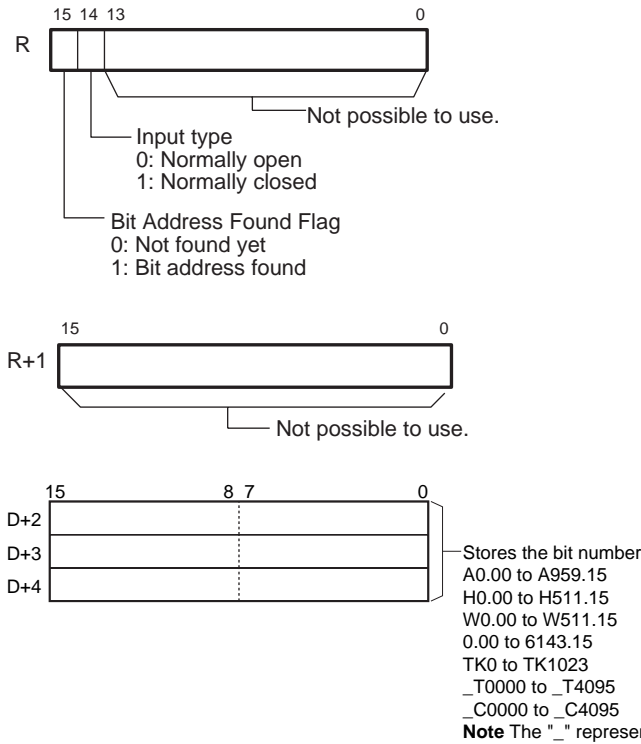 15 14 13 0
R
Not possible to use.
Input type
0: Normally open
1: Normally closed
Bit Address Found Flag
0: Not found yet
1: Bit address found
15 0
R+1
Not possible to use.
15 8 7 0
D+2
D+3
D+4
Stores the bit number
A0.00 to A959.15
H0.00 to H511.15
W0.00 to W511.15
0.00 to 6143.15
TK0 to TK1023
_T0000 to _T4095
_C0000 to _C4095
Note The "_"